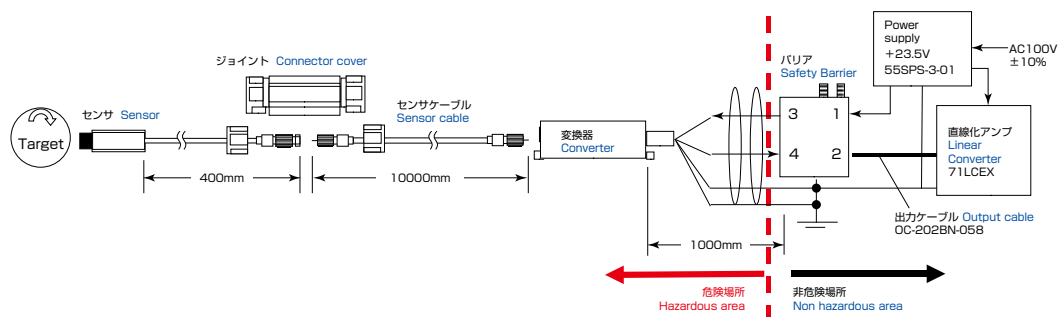 Target
センサ Sensor
ジョイント Connector cover
センサケーブル
Sensor cable
400mm
10000mm
変換器
Converter
1000mm
バリア
Safety Barrier
3 1
4 2
Power
supply
+23.5V
55SPS-3-01
AC100V
±10%
直線化アンプ
Linear
Converter
71LCEX
出力ケーブル Output cable
OC-202BN-058
危険場所
Hazardous area
非危険場所
Non hazardous area